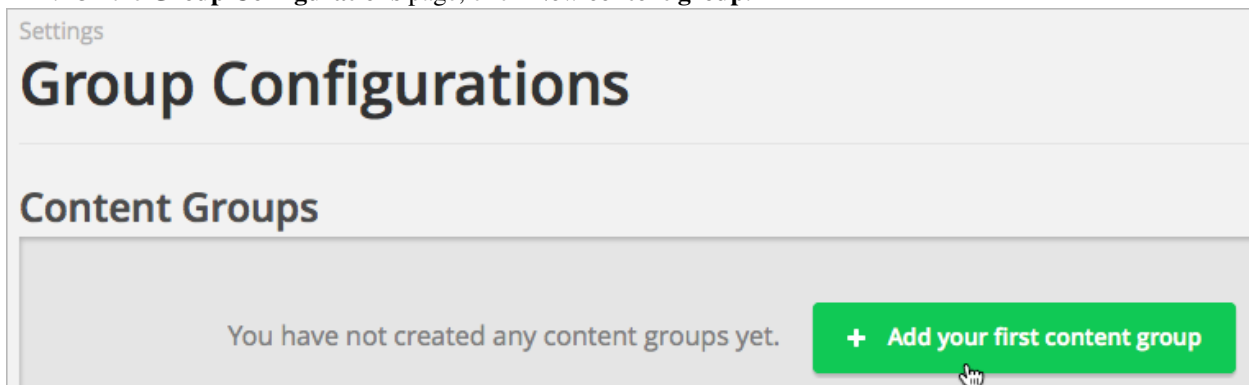 Settings
Group Configurations
Content Groups
You have not created any content groups yet.
+ Add your first content group